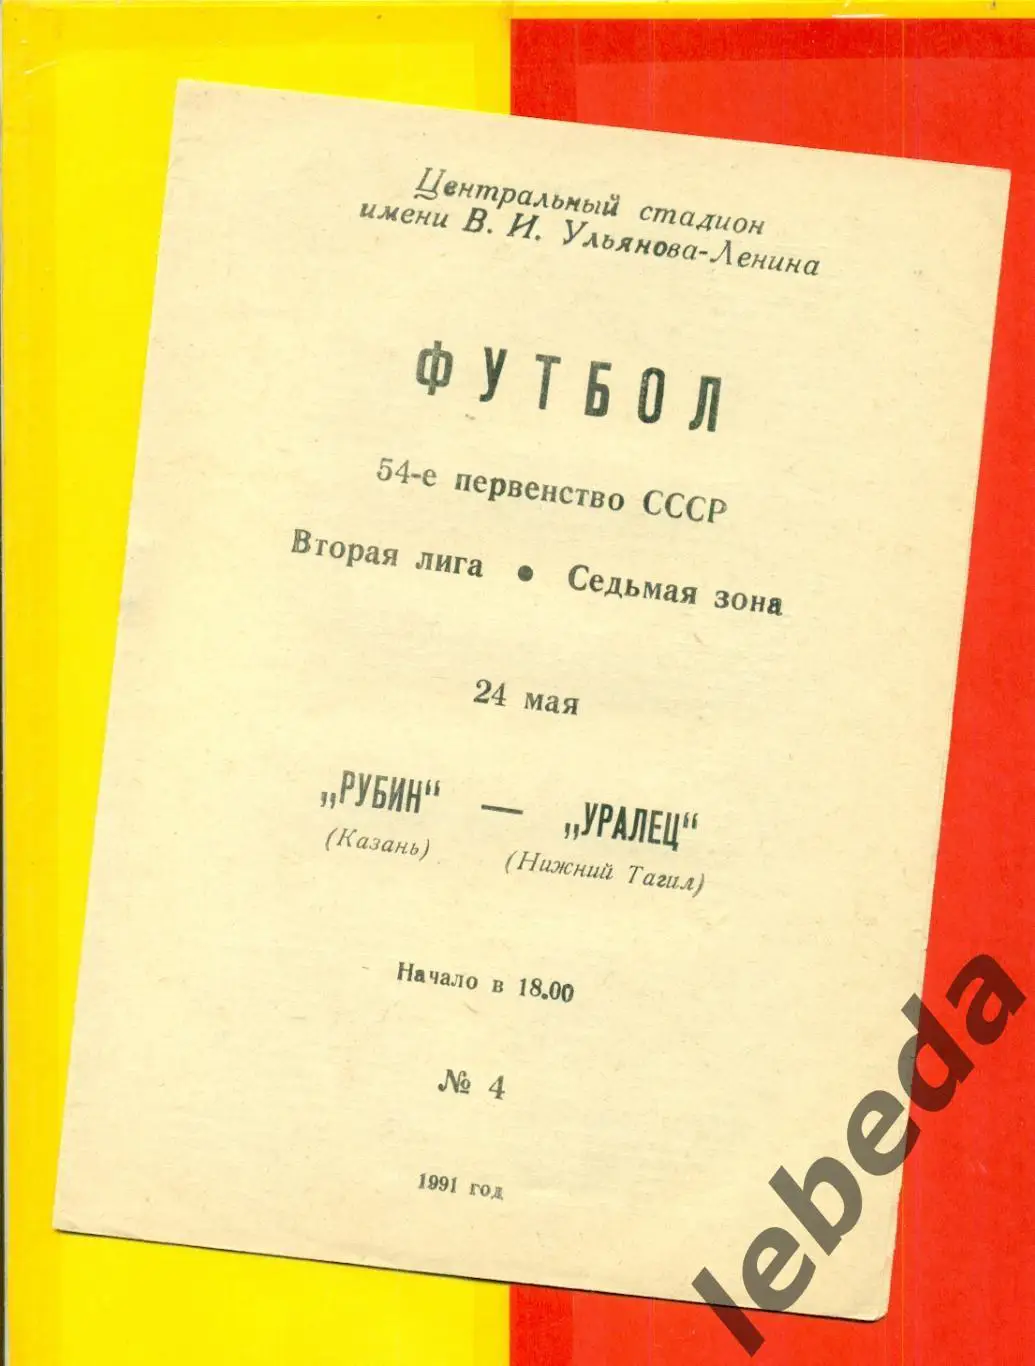 Центральный стадион
имени В. И. Ульянова-Ленина
ФУТБОЛ
54-е первенство СССР
Вторая лига ● Седьмая зона
24 мая
„РУБИН“ — „УРАЛЕЦ“
(Казань) (Нижний Тагил)
Начало в 18.00
№ 4
1991 год
lebeda